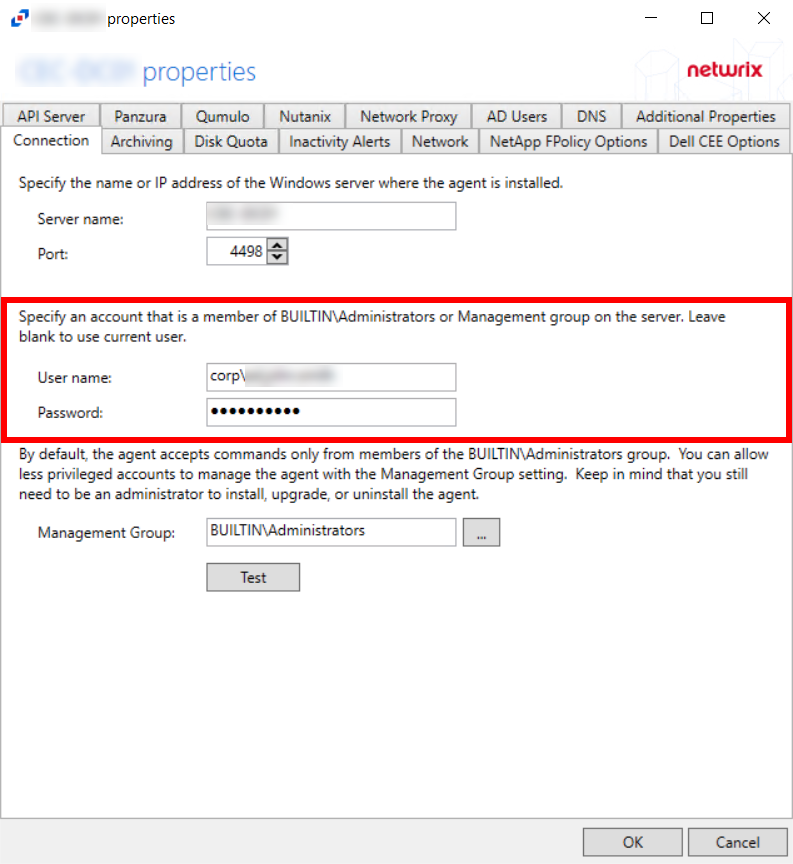 properties
properties
netwrix
API Server Panzura Qumulo Nutanix Network Proxy AD Users DNS Additional Properties
Connection Archiving Disk Quota Inactivity Alerts Network NetApp FPolicy Options Dell CEE Options
Specify the name or IP address of the Windows server where the agent is installed.
Server name:
Port: 4498
Specify an account that is a member of BUILTIN\Administrators or Management group on the server. Leave
blank to use current user.
User name: corp\
Password: ●●●●●●●●●●
By default, the agent accepts commands only from members of the BUILTIN\Administrators group.  You can allow
less privileged accounts to manage the agent with the Management Group setting.  Keep in mind that you still
need to be an administrator to install, upgrade, or uninstall the agent.
Management Group: BUILTIN\Administrators ...
Test
OK Cancel